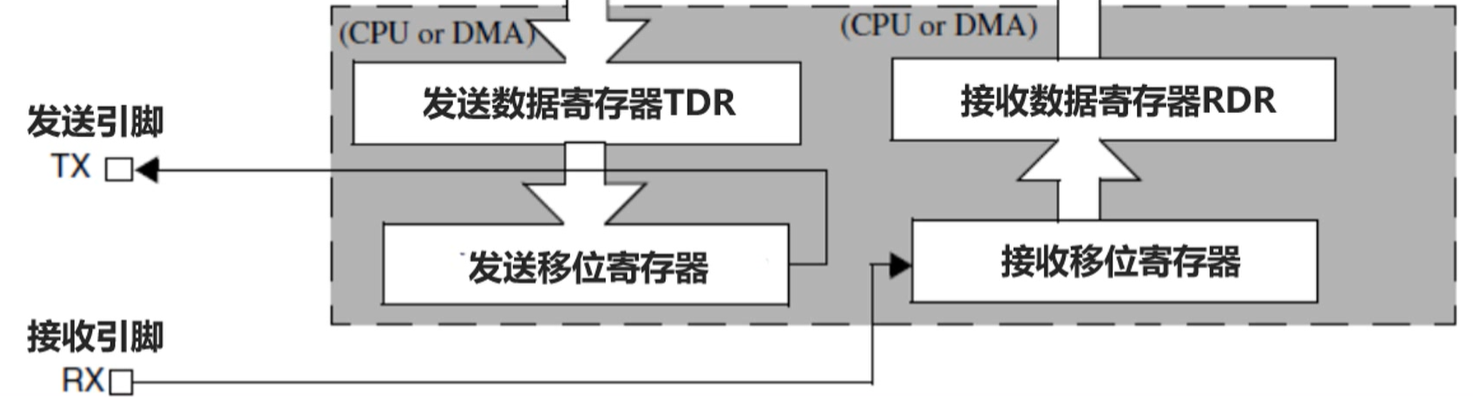 (CPU or DMA)
(CPU or DMA)
发送数据寄存器TDR
接收数据寄存器RDR
发送引脚
TX
发送移位寄存器
接收移位寄存器
接收引脚
RX